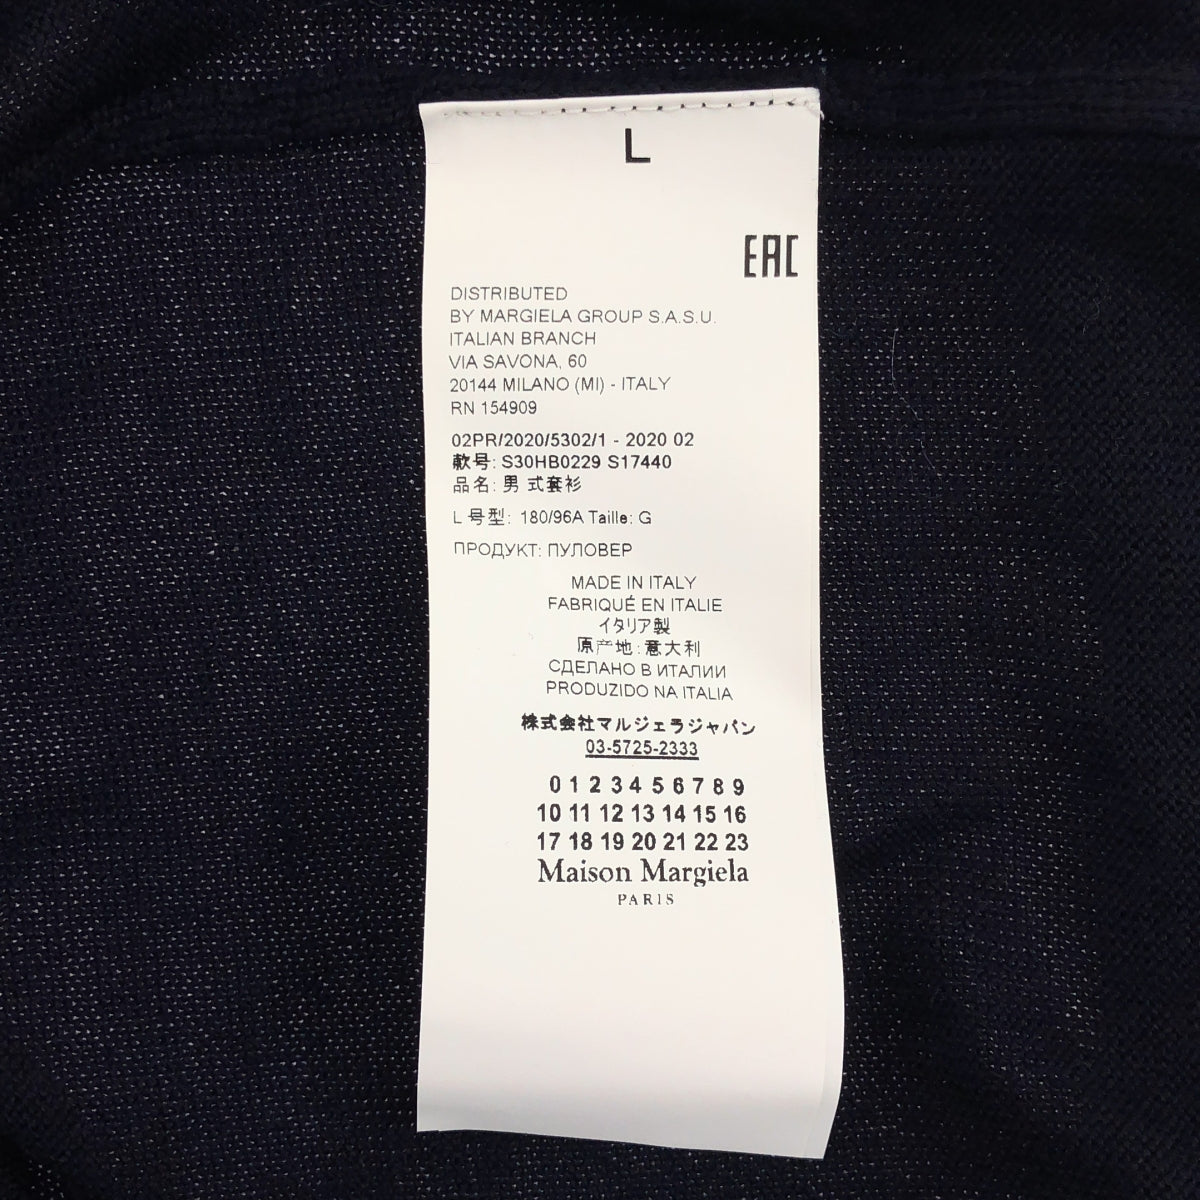 L
EAC
DISTRIBUTED
BY MARGIELA GROUP S.A.S.U.
ITALIAN BRANCH
VIA SAVONA, 60
20144 MILANO (MI) - ITALY
RN 154909
02PR/2020/5302/1 - 2020 02
款号: S30HB0229 S17440
品名: 男 式套衫
L 号型: 180/96A Taille: G
ПРОДУКТ: ПУЛОВЕР
MADE IN ITALY
FABRIQUÉ EN ITALIE
イタリア製
原产地: 意大利
СДЕЛАНО В ИТАЛИИ
PRODUZIDO NA ITALIA
株式会社マルジェラジャパン
03-5725-2333
0 1 2 3 4 5 6 7 8 9
10 11 12 13 14 15 16
17 18 19 20 21 22 23
Maison Margiela
PARIS